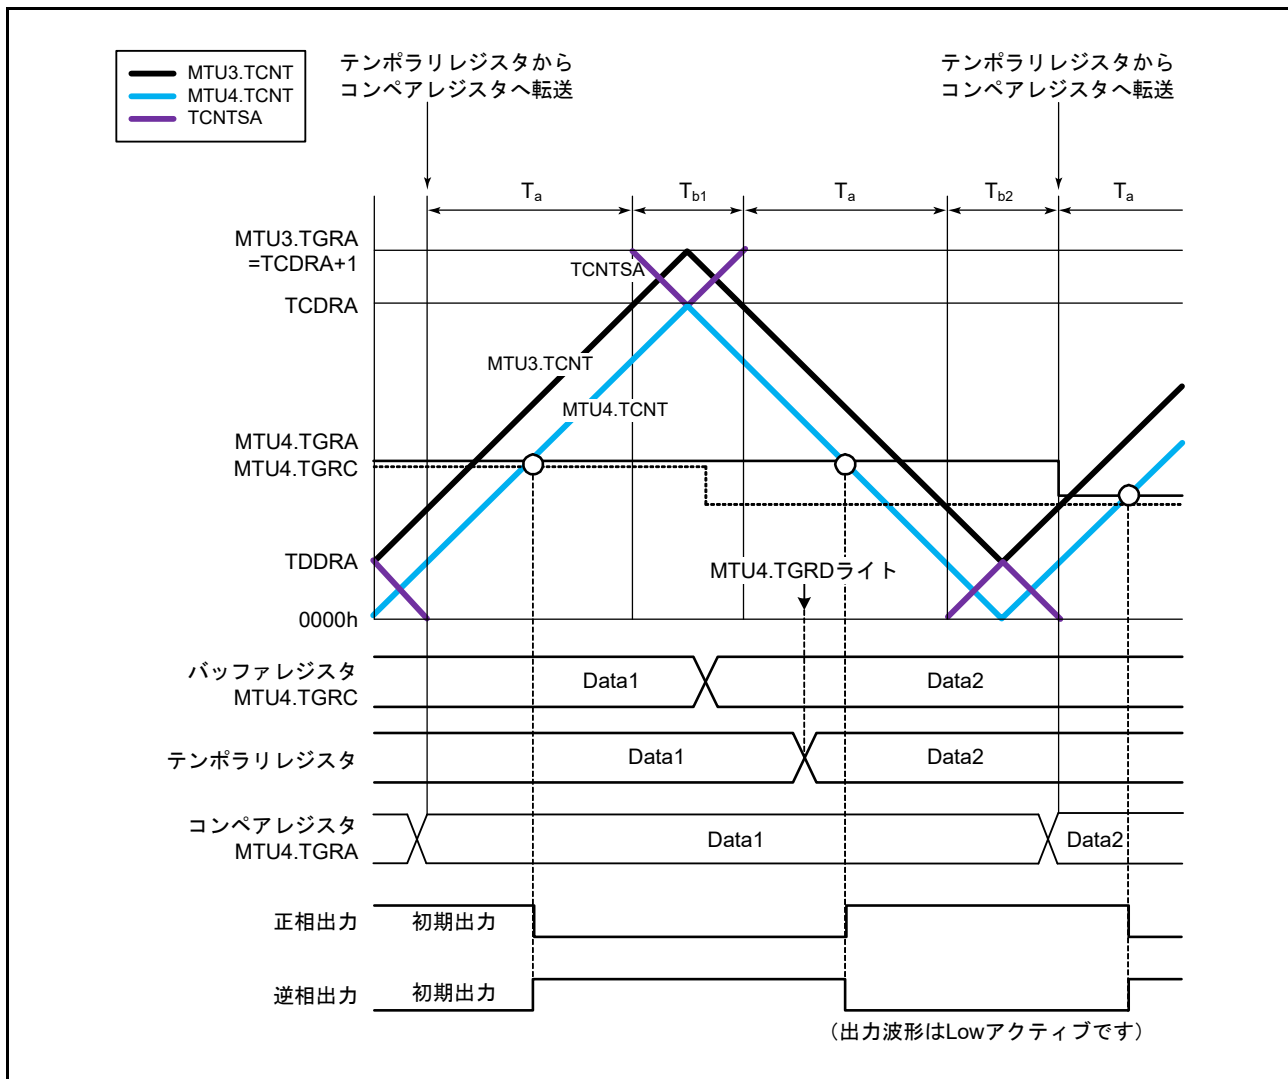 MTU3.TCNT
MTU4.TCNT
TCNTSA
テンポラリレジスタから
コンペアレジスタへ転送
テンポラリレジスタから
コンペアレジスタへ転送
Ta
Tb1
Ta
Tb2
Ta
MTU3.TGRA
=TCDRA+1
TCNTSA
TCDRA
MTU3.TCNT
MTU4.TCNT
MTU4.TGRA
MTU4.TGRC
TDDRA
MTU4.TGRDライト
0000h
バッファレジスタ
MTU4.TGRC
Data1
Data2
テンポラリレジスタ
Data1
Data2
コンペアレジスタ
MTU4.TGRA
Data1
Data2
正相出力
初期出力
逆相出力
初期出力
（出力波形はLowアクティブです）